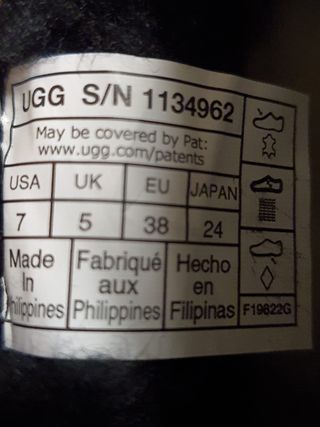 UGG S/N 1134962
May be covered by Pat:
www.ugg.com/patents
USA UK EU JAPAN
7 5 38 24
Made Fabriqué Hecho
In aux en
Philippines Philippines Filipinas F19822G